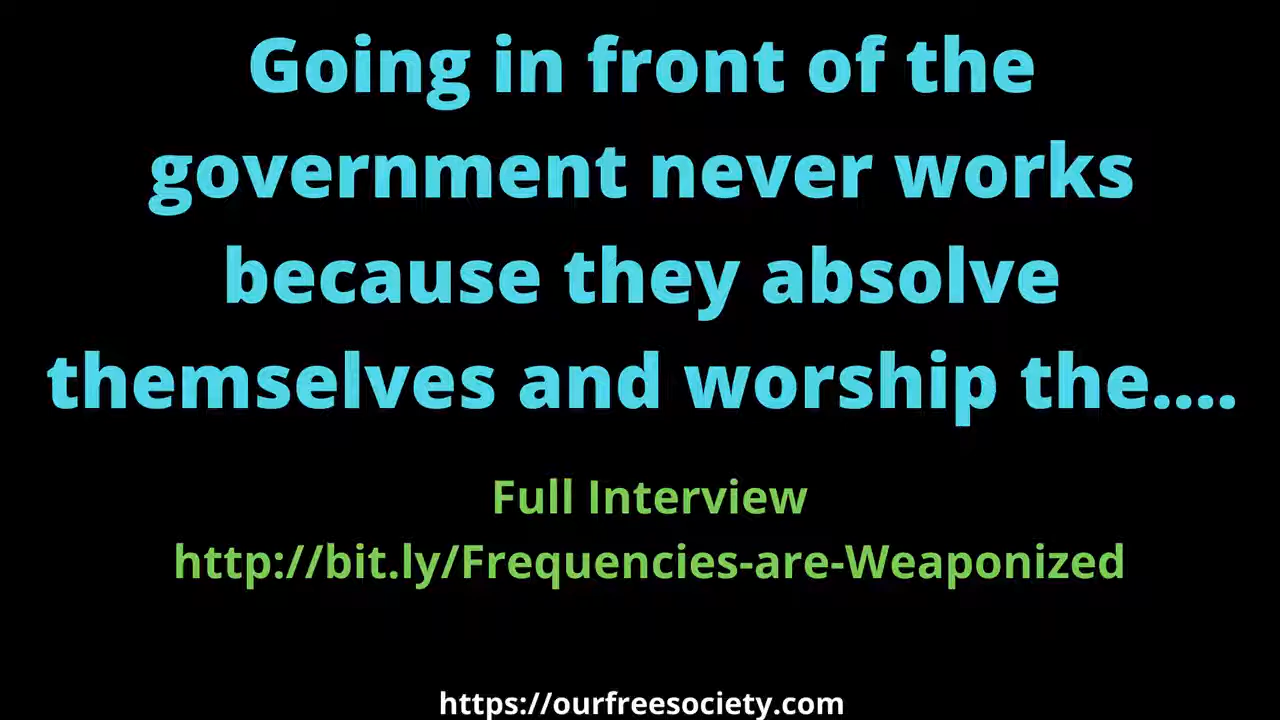 Going in front of the
government never works
because they absolve
themselves and worship the....
Full Interview
http://bit.ly/Frequencies-are-Weaponized
https://ourfreesociety.com